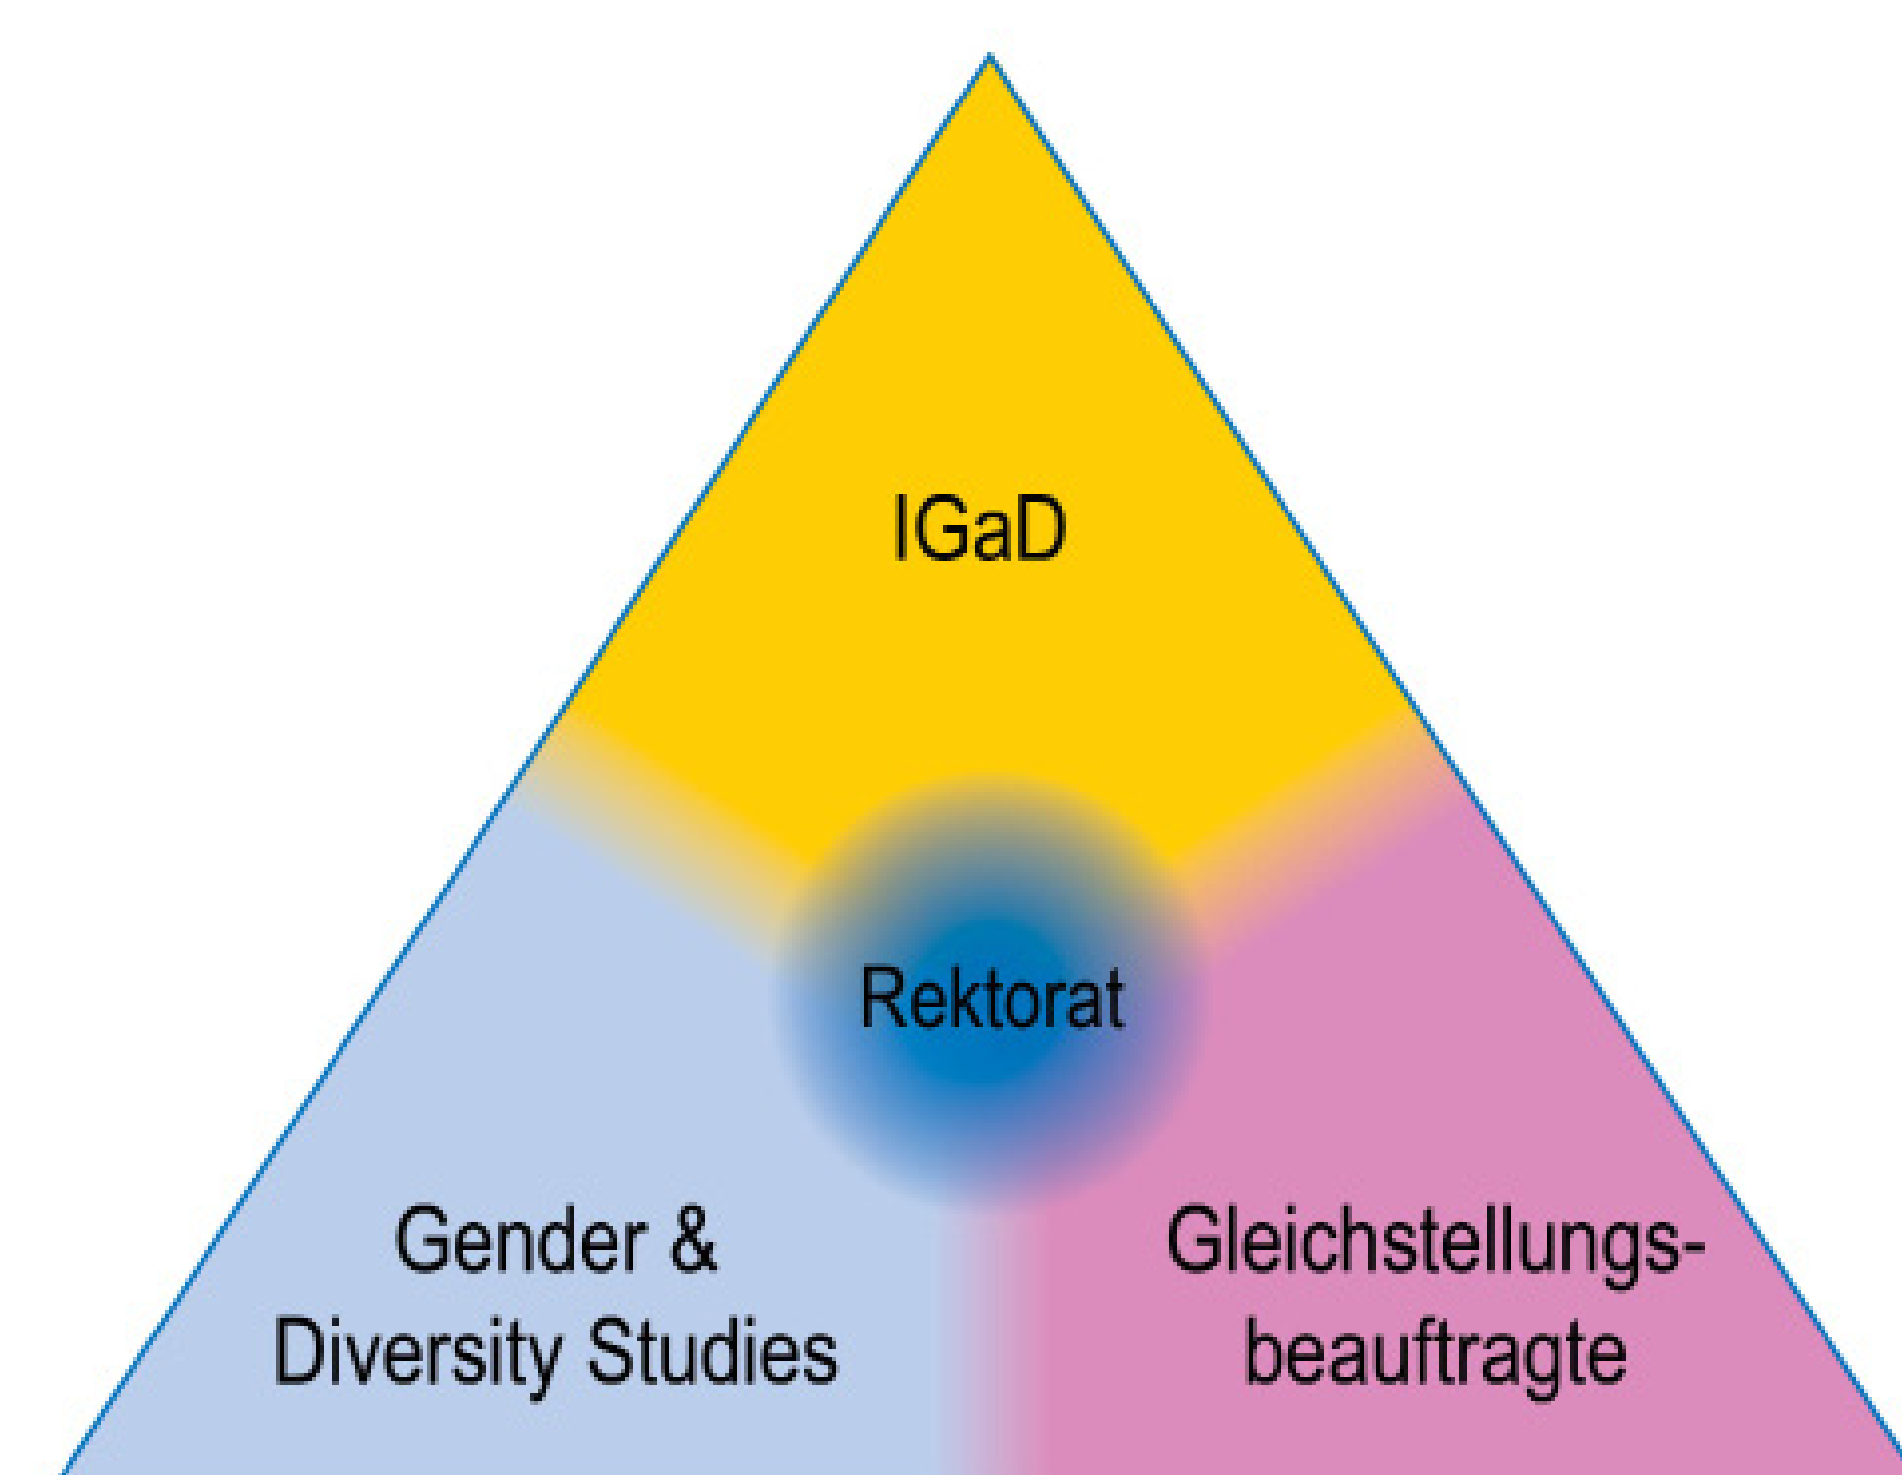 IGaD
Rektorat
Gender &
Diversity Studies
Gleichstellungs-
beauftragte